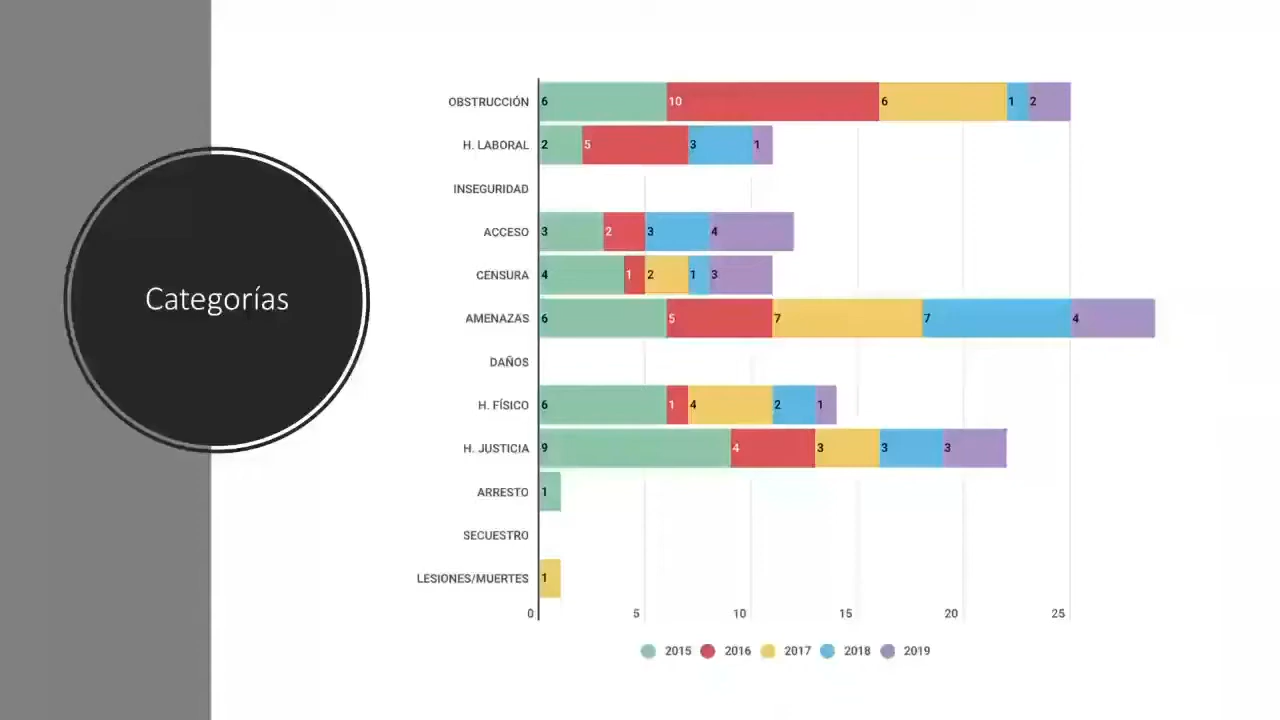 Categorías
OBSTRUCCIÓN 6 10 6 1 2
H. LABORAL 2 5 3 1
INSEGURIDAD
ACCESO 3 2 3 4
CENSURA 4 1 2 1 3
AMENAZAS 6 5 7 7 4
DAÑOS
H. FÍSICO 6 1 4 2 1
H. JUSTICIA 9 4 3 3 3
ARRESTO 1
SECUESTRO
LESIONES/MUERTES 1
0 5 10 15 20 25
2015 2016 2017 2018 2019